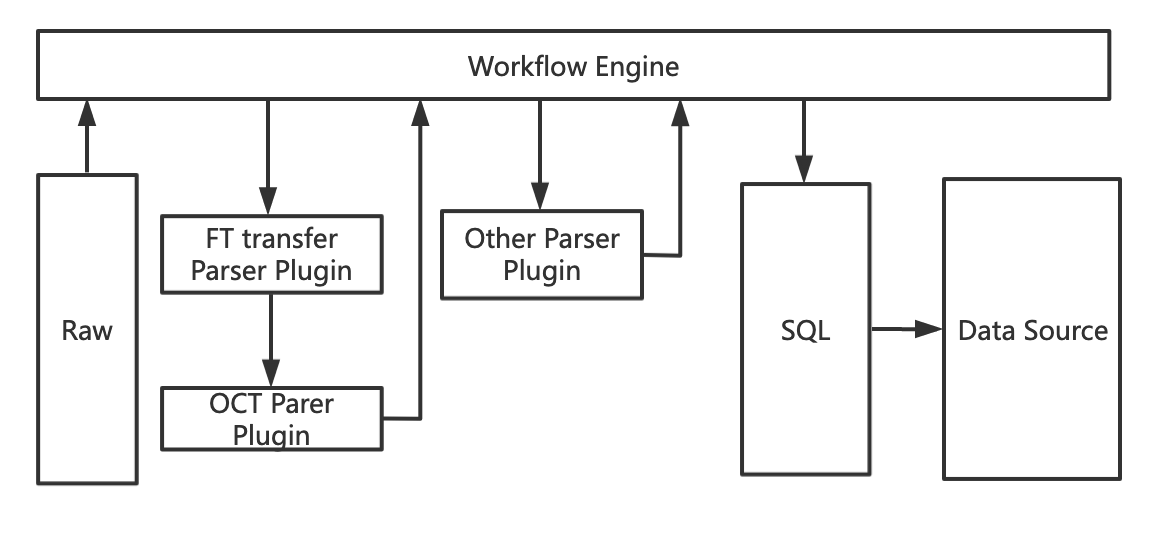 Workflow Engine
Raw
FT transfer
Parser Plugin
OCT Parer
Plugin
Other Parser
Plugin
SQL
Data Source